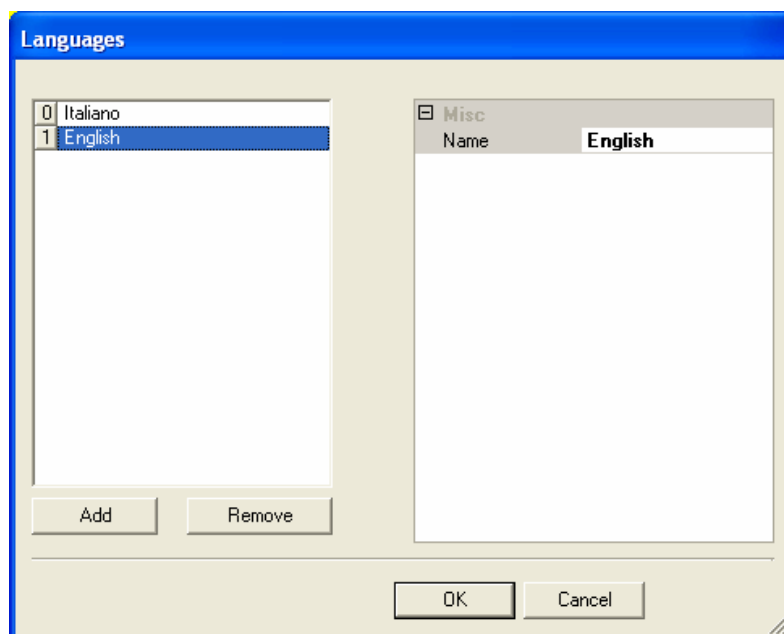 Languages
0 Italiano
1 English
Misc
Name English
Add Remove
OK Cancel